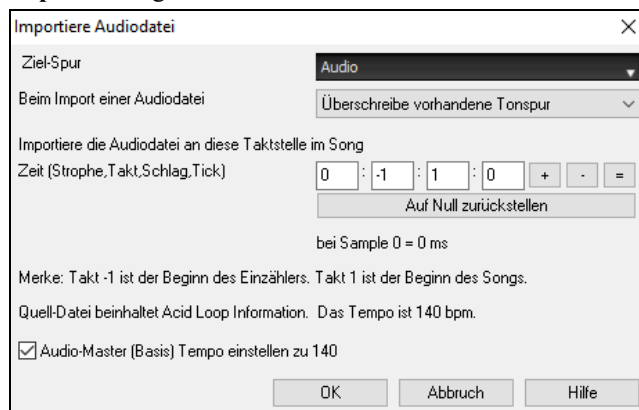 Importiere Audiodatei
Ziel-Spur Audio
Beim Import einer Audiodatei Überschreibe vorhandene Tonspur
Importiere die Audiodatei an diese Taktstelle im Song
Zeit (Strophe,Takt,Schlag,Tick) 0 : -1 : 1 : 0 + - =
Auf Null zurückstellen
bei Sample 0 = 0 ms
Merke: Takt -1 ist der Beginn des Einzählers. Takt 1 ist der Beginn des Songs.
Quell-Datei beinhaltet Acid Loop Information. Das Tempo ist 140 bpm.
Audio-Master (Basis) Tempo einstellen zu 140
OK Abbruch Hilfe